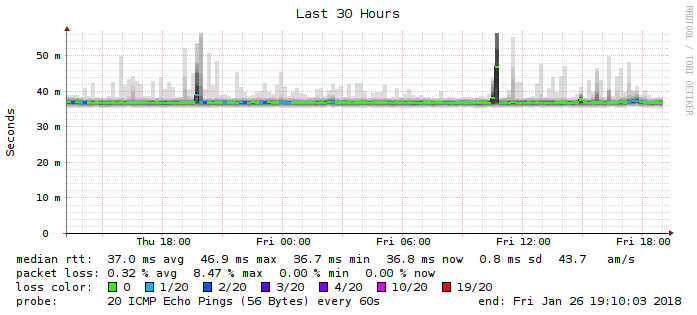 Last 30 Hours
RRDTOOL / TOBI OETIKER
Seconds
50 m
40 m
30 m
20 m
10 m
0
Thu 18:00 Fri 00:00 Fri 06:00 Fri 12:00 Fri 18:00
median rtt: 37.0 ms avg 46.9 ms max 36.7 ms min 36.8 ms now 0.8 ms sd 43.7 am/s
packet loss: 0.32 % avg 8.47 % max 0.00 % min 0.00 % now
loss color: 0 1/20 2/20 3/20 4/20 10/20 19/20
probe: 20 ICMP Echo Pings (56 Bytes) every 60s end: Fri Jan 26 19:10:03 2018